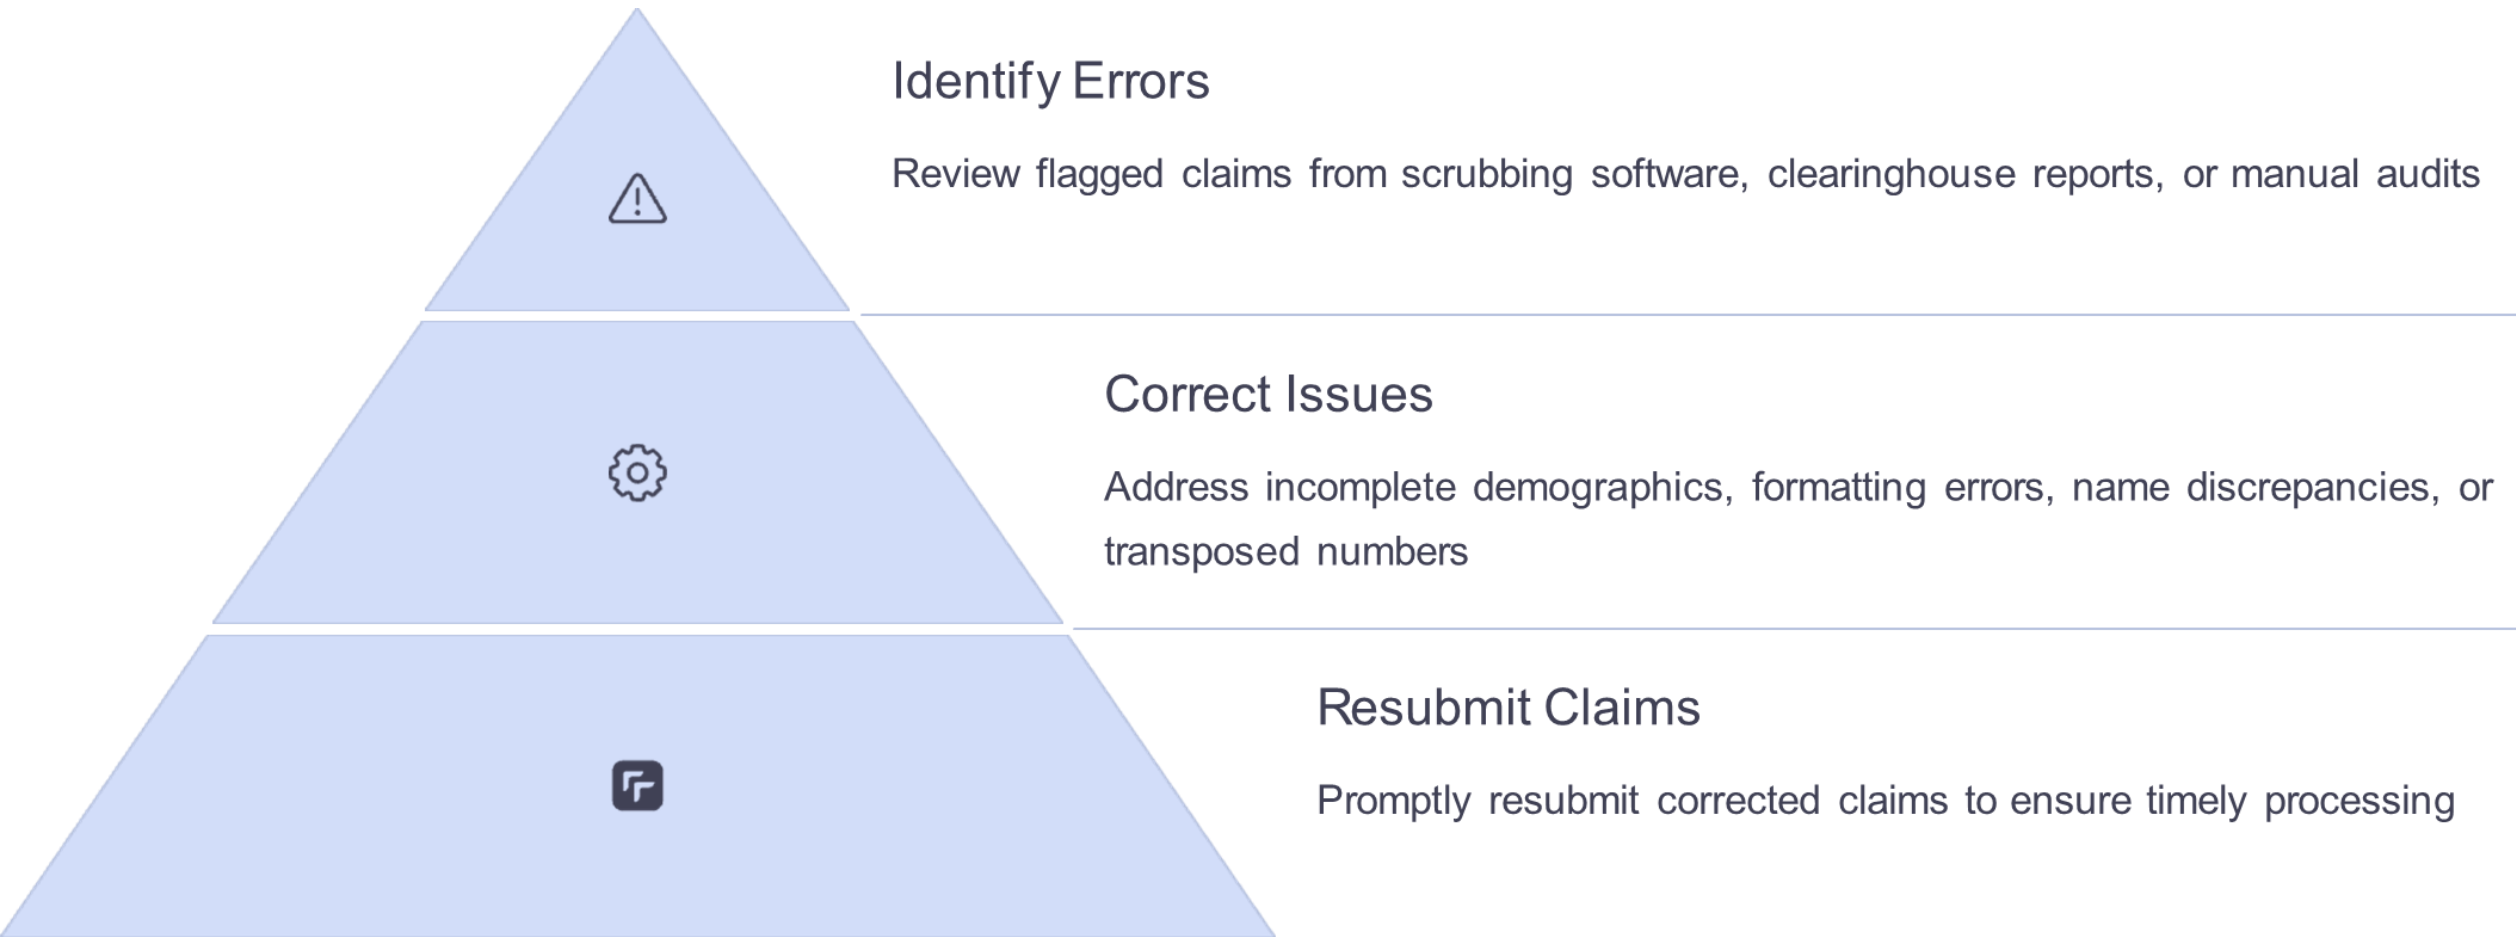 Identify Errors
Review flagged claims from scrubbing software, clearinghouse reports, or manual audits
Correct Issues
Address incomplete demographics, formatting errors, name discrepancies, or
transposed numbers
Resubmit Claims
Promptly resubmit corrected claims to ensure timely processing